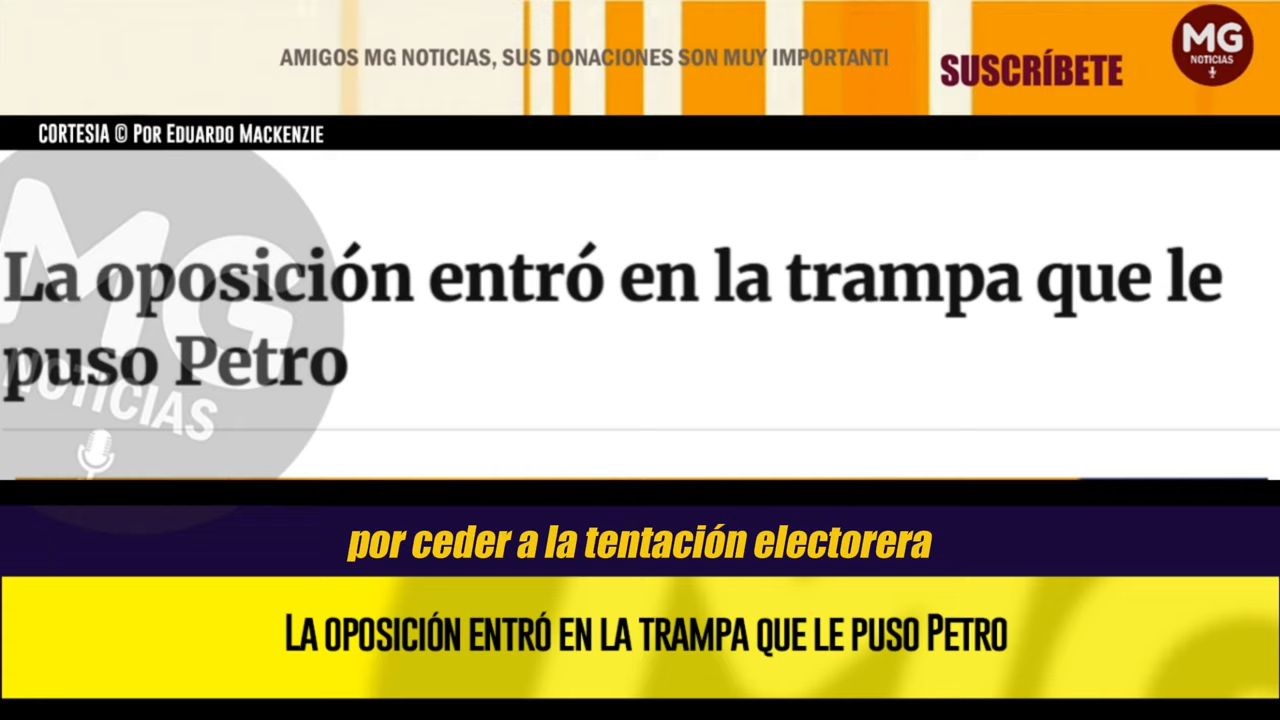 AMIGOS MG NOTICIAS, SUS DONACIONES SON MUY IMPORTANTI
SUSCRÍBETE
MG
NOTICIAS
CORTESIA © POR EDUARDO MACKENZIE
MG
NOTICIAS
La oposición entró en la trampa que le
puso Petro
por ceder a la tentación electorera
LA OPOSICIÓN ENTRÓ EN LA TRAMPA QUE LE PUSO PETRO